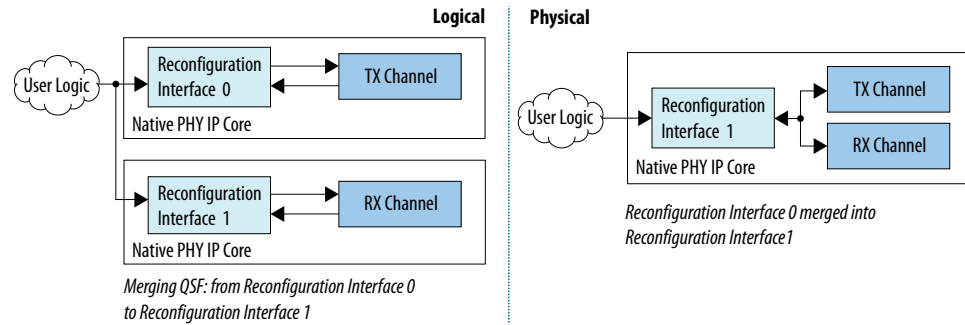 Logical
Physical
User Logic
Reconfiguration
Interface 0
TX Channel
Native PHY IP Core
Reconfiguration
Interface 1
RX Channel
Native PHY IP Core
Merging QSF: from Reconfiguration Interface 0
to Reconfiguration Interface 1
User Logic
Reconfiguration
Interface 1
TX Channel
RX Channel
Native PHY IP Core
Reconfiguration Interface 0 merged into
Reconfiguration Interface1